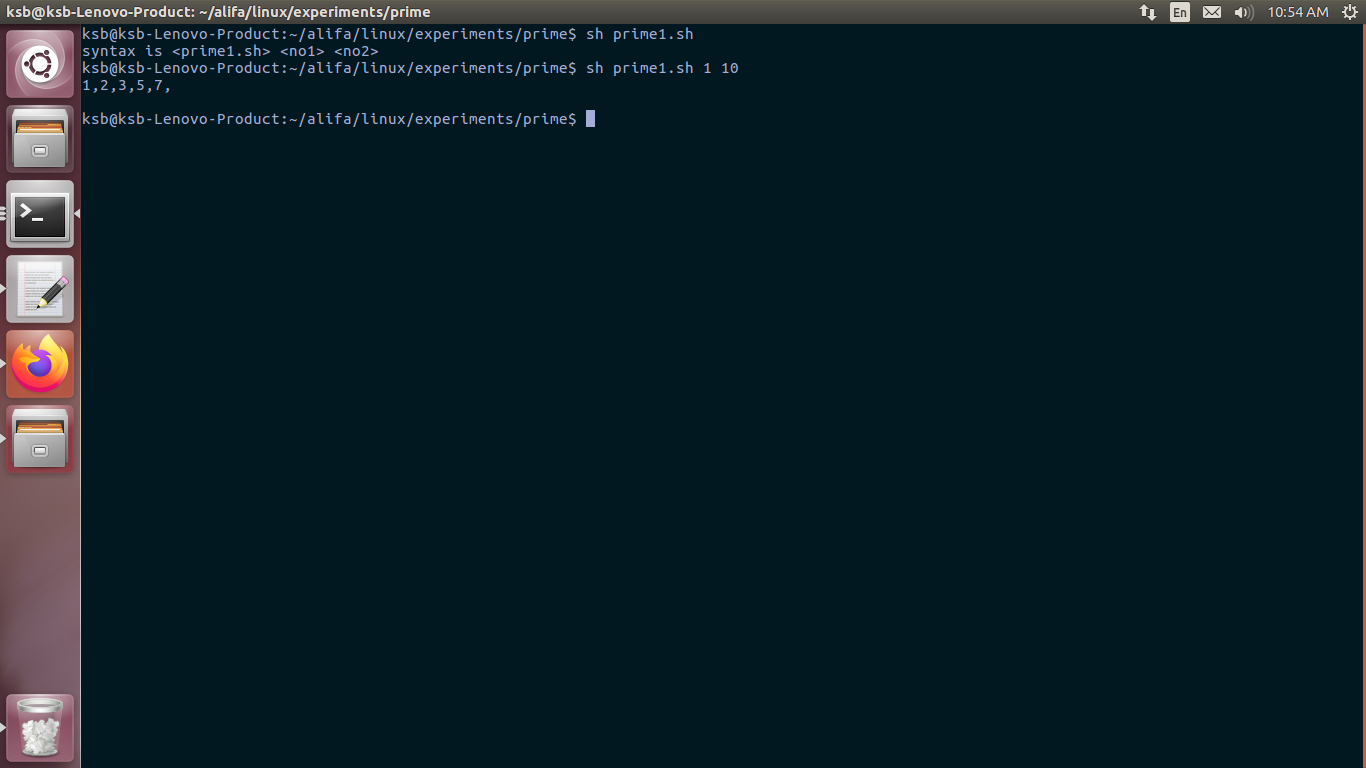 ksb@ksb-Lenovo-Product: ~/alifa/linux/experiments/prime
En
10:54 AM
ksb@ksb-Lenovo-Product:~/alifa/linux/experiments/prime$ sh prime1.sh
syntax is <prime1.sh> <no1> <no2>
ksb@ksb-Lenovo-Product:~/alifa/linux/experiments/prime$ sh prime1.sh 1 10
1,2,3,5,7,
ksb@ksb-Lenovo-Product:~/alifa/linux/experiments/prime$